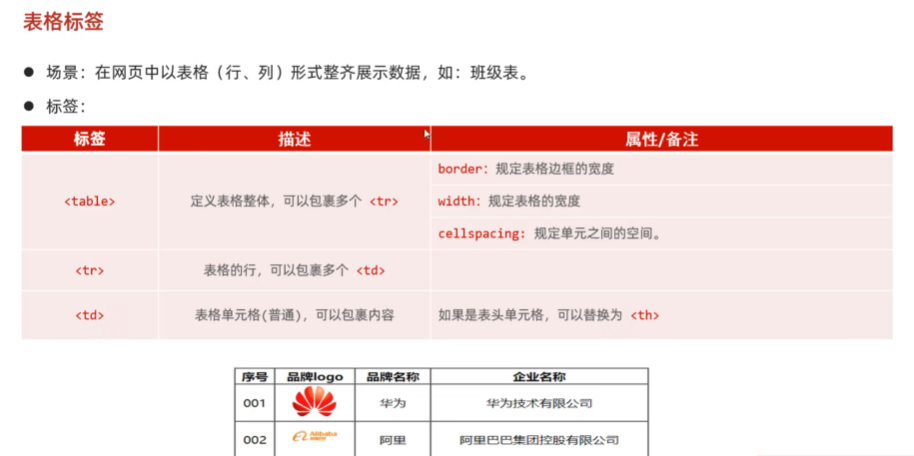 表格标签
● 场景：在网页中以表格（行、列）形式整齐展示数据，如：班级表。
● 标签：
标签 描述 属性/备注
<table> 定义表格整体，可以包裹多个 <tr>
border：规定表格边框的宽度
width：规定表格的宽度
cellspacing：规定单元之间的空间。
<tr> 表格的行，可以包裹多个 <td>
<td> 表格单元格(普通)，可以包裹内容 如果是表头单元格，可以替换为 <th>
序号 品牌logo 品牌名称 企业名称
001 华为 华为技术有限公司
002 Alibaba 阿里 阿里巴巴集团控股有限公司